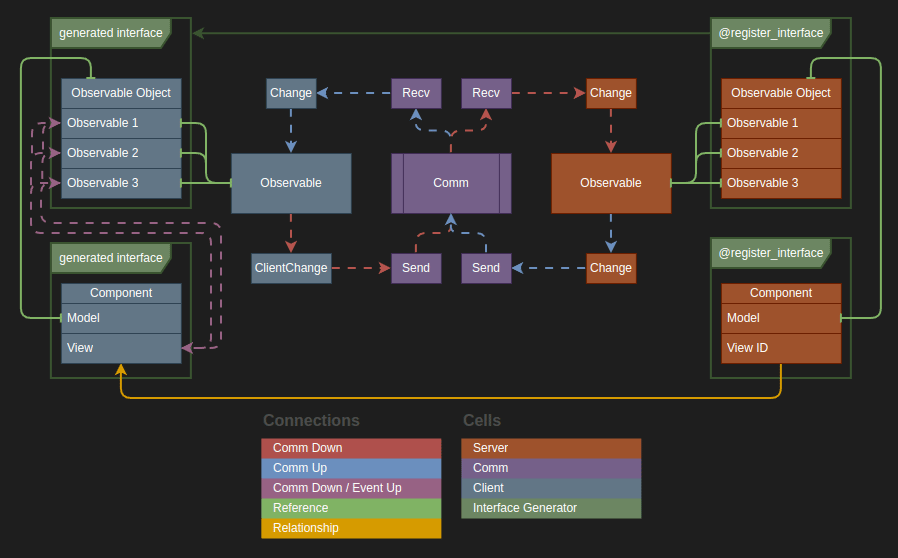 generated interface
@register_interface
Observable Object
Observable 1
Observable 2
Observable 3
Change
Recv
Recv
Change
Observable Object
Observable 1
Observable 2
Observable 3
Observable
Comm
Observable
generated interface
@register_interface
ClientChange
Send
Send
Change
Component
Model
View
Component
Model
View ID
Connections
Comm Down
Comm Up
Comm Down / Event Up
Reference
Relationship
Cells
Server
Comm
Client
Interface Generator